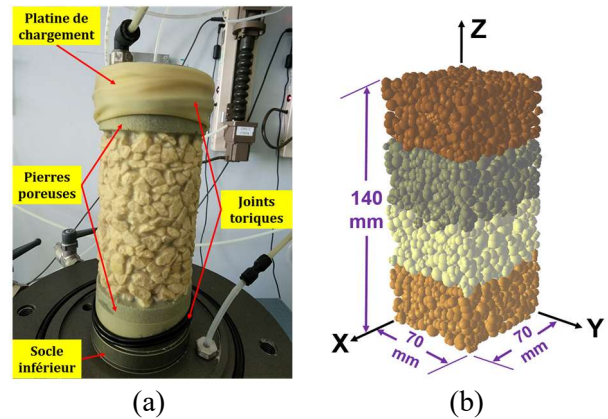 Platine de
chargement
Pierres
poreuses
Joints
toriques
Socle
inférieur
(a)
Z
140
mm
X
70
mm
70
mm
Y
(b)